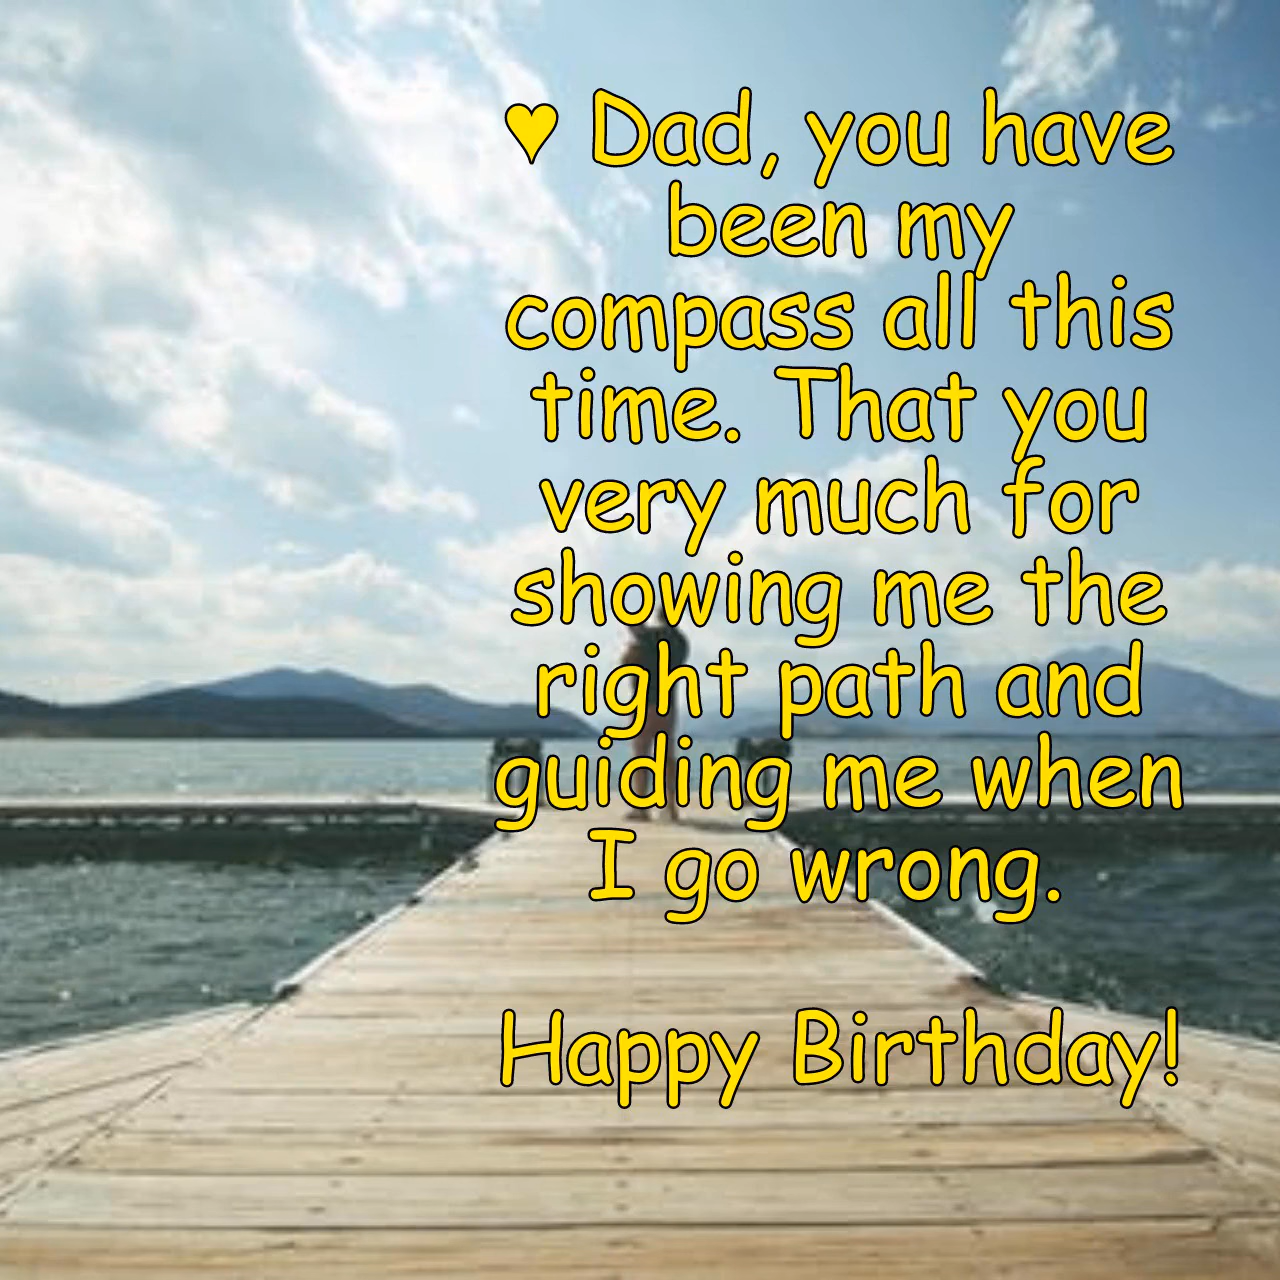 ♥ Dad, you have
been my
compass all this
time. That you
very much for
showing me the
right path and
guiding me when
I go wrong.
Happy Birthday!